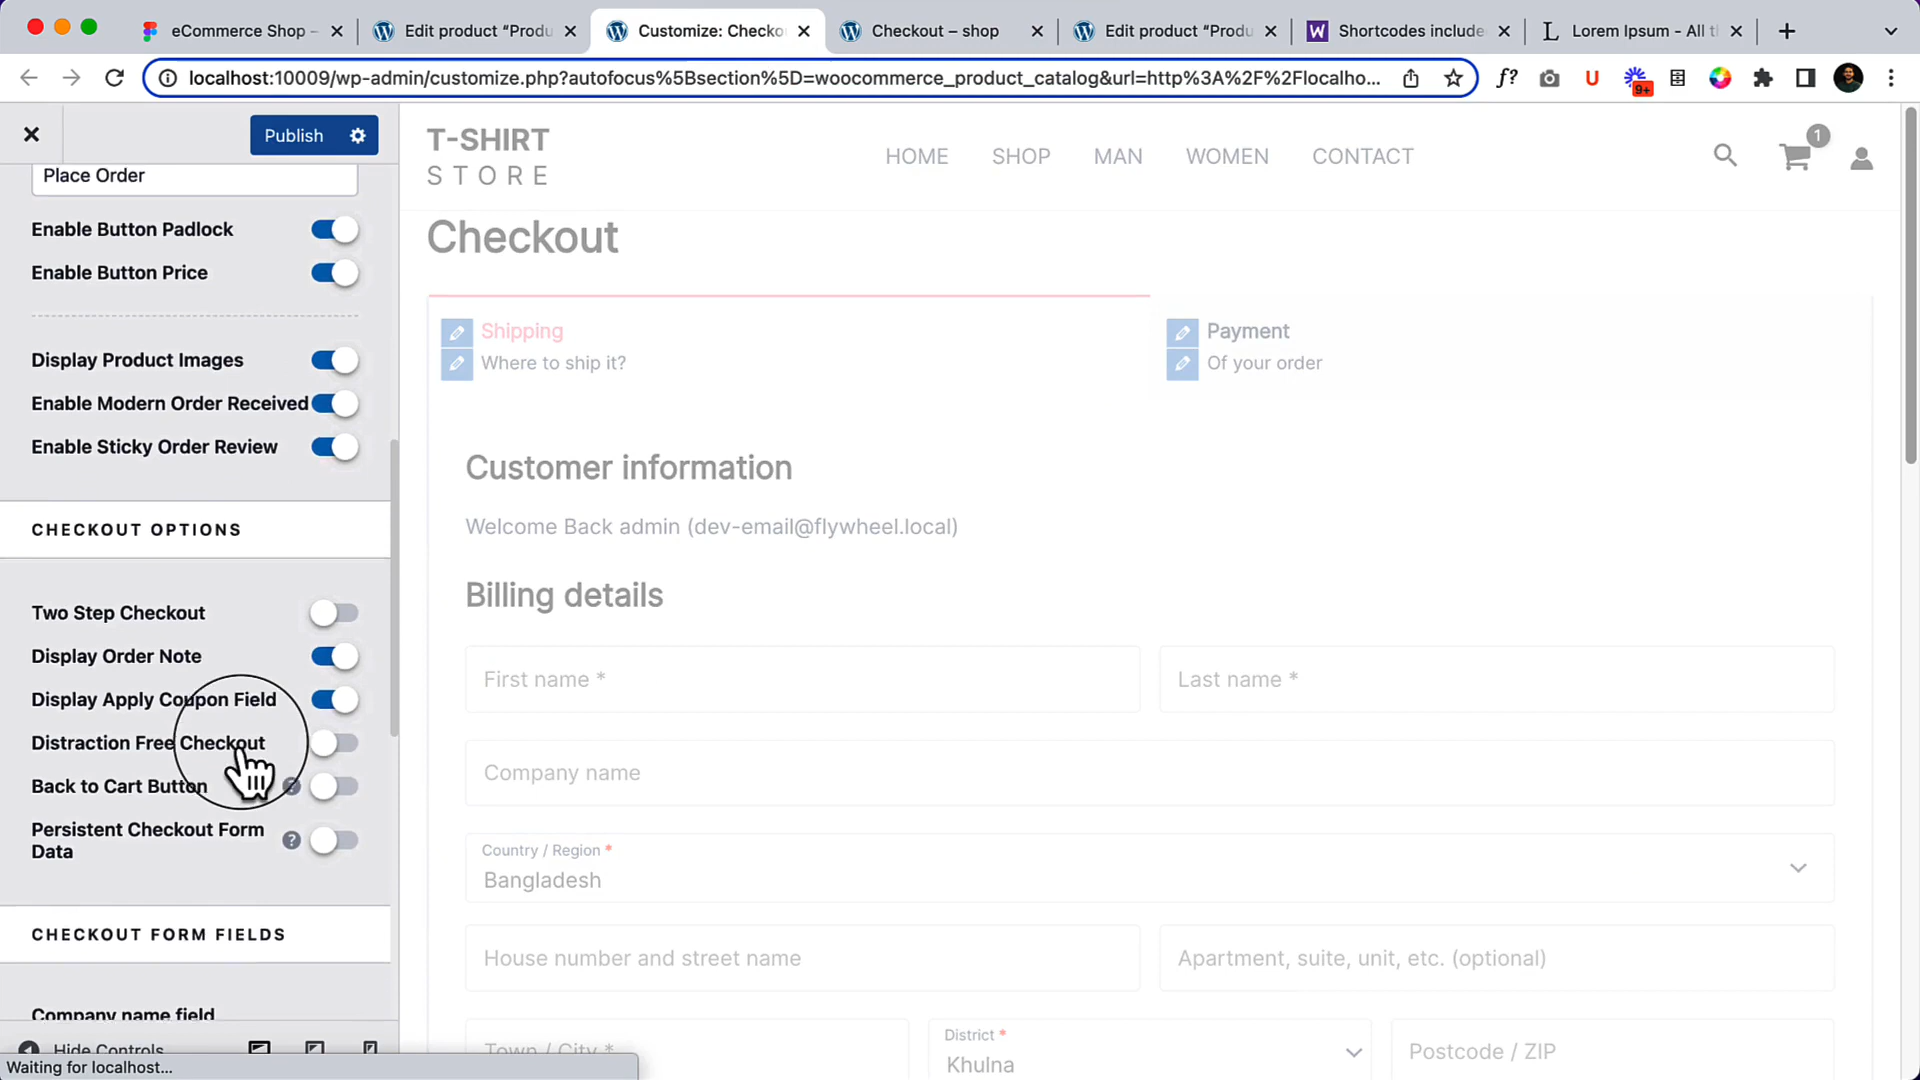 eCommerce Shop –
Edit product “Produ
Customize: Checko
Checkout – shop
Edit product “Produ
Shortcodes include
Lorem Ipsum - All t
localhost:10009/wp-admin/customize.php?autofocus%5Bsection%5D=woocommerce_product_catalog&url=http%3A%2F%2Flocalho...
f?
U
9+
Publish
T-SHIRT
STORE
HOME
SHOP
MAN
WOMEN
CONTACT
1
Place Order
Enable Button Padlock
Enable Button Price
Display Product Images
Enable Modern Order Received
Enable Sticky Order Review
CHECKOUT OPTIONS
Two Step Checkout
Display Order Note
Display Apply Coupon Field
Distraction Free Checkout
Back to Cart Button ?
Persistent Checkout Form
Data ?
CHECKOUT FORM FIELDS
Company name field
Hide Controls
Waiting for localhost...
Checkout
Shipping
Where to ship it?
Payment
Of your order
Customer information
Welcome Back admin (dev-email@flywheel.local)
Billing details
First name *
Last name *
Company name
Country / Region *
Bangladesh
House number and street name
Apartment, suite, unit, etc. (optional)
Town / City *
District *
Khulna
Postcode / ZIP